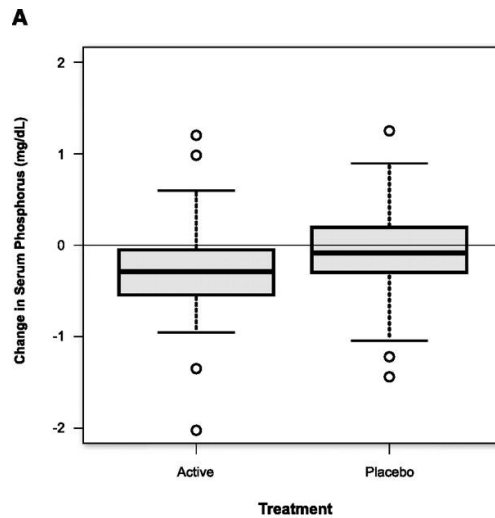 A
Change in Serum Phosphorus (mg/dL)
2
1
0
-1
-2
Active
Placebo
Treatment